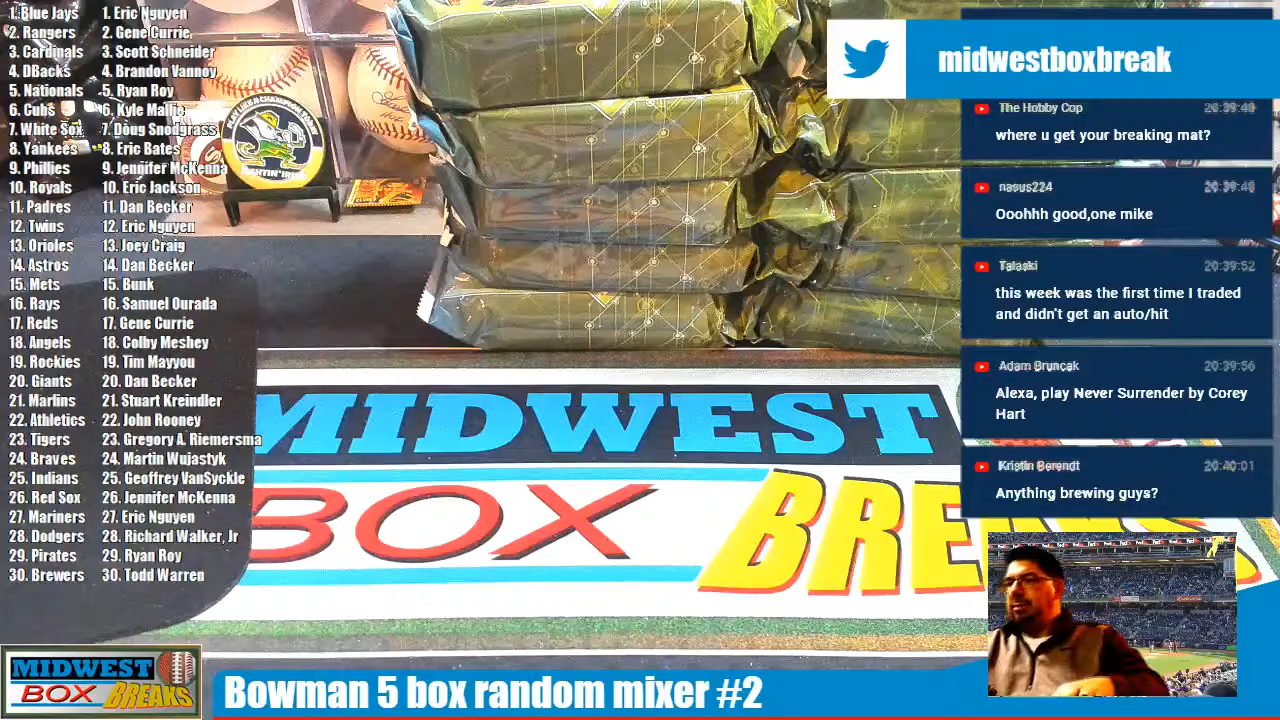 1. Blue Jays 1. Eric Nguyen
2. Rangers 2. Gene Currie
3. Cardinals 3. Scott Schneider
4. DBacks 4. Brandon Vannoy
5. Nationals 5. Ryan Roy
6. Cubs 6. Kyle Mallie
7. White Sox 7. Doug Snodgrass
8. Yankees 8. Eric Bates
9. Phillies 9. Jennifer McKenna
10. Royals 10. Eric Jackson
11. Padres 11. Dan Becker
12. Twins 12. Eric Nguyen
13. Orioles 13. Joey Craig
14. Astros 14. Dan Becker
15. Mets 15. Bunk
16. Rays 16. Samuel Ourada
17. Reds 17. Gene Currie
18. Angels 18. Colby Meshey
19. Rockies 19. Tim Mayyou
20. Giants 20. Dan Becker
21. Marlins 21. Stuart Kreindler
22. Athletics 22. John Rooney
23. Tigers 23. Gregory A. Riemersma
24. Braves 24. Martin Wujastyk
25. Indians 25. Geoffrey VanSyckle
26. Red Sox 26. Jennifer McKenna
27. Mariners 27. Eric Nguyen
28. Dodgers 28. Richard Walker, Jr
29. Pirates 29. Ryan Roy
30. Brewers 30. Todd Warren
PLAY LIKE A CHAMPION TODAY
midwestboxbreak
The Hobby Cop 20:39:40
where u get your breaking mat?
nasus224 20:39:48
Ooohhh good,one mike
Talaski 20:39:52
this week was the first time I traded
and didn't get an auto/hit
Adam Bruncak 20:39:56
Alexa, play Never Surrender by Corey
Hart
Kristin Berendt 20:40:01
Anything brewing guys?
MIDWEST
BOX BRE
MIDWEST
BOX BREAKS
Bowman 5 box random mixer #2